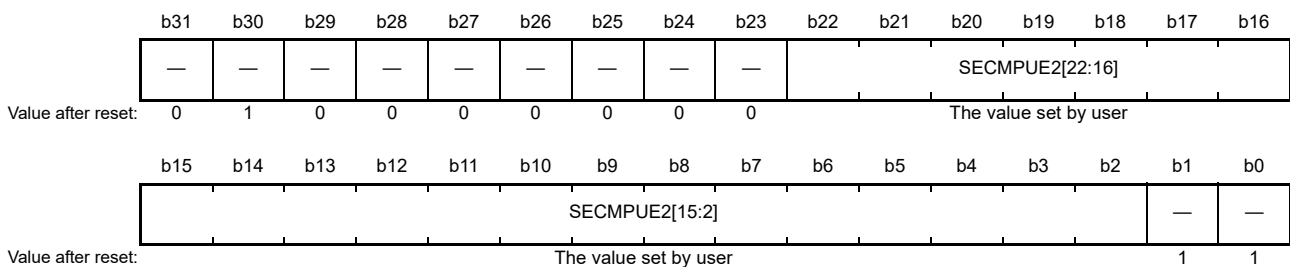 b31 b30 b29 b28 b27 b26 b25 b24 b23 b22 b21 b20 b19 b18 b17 b16
— — — — — — — — — SECMPUE2[22:16]
Value after reset: 0 1 0 0 0 0 0 0 0 The value set by user
b15 b14 b13 b12 b11 b10 b9 b8 b7 b6 b5 b4 b3 b2 b1 b0
SECMPUE2[15:2] — —
Value after reset: The value set by user 1 1